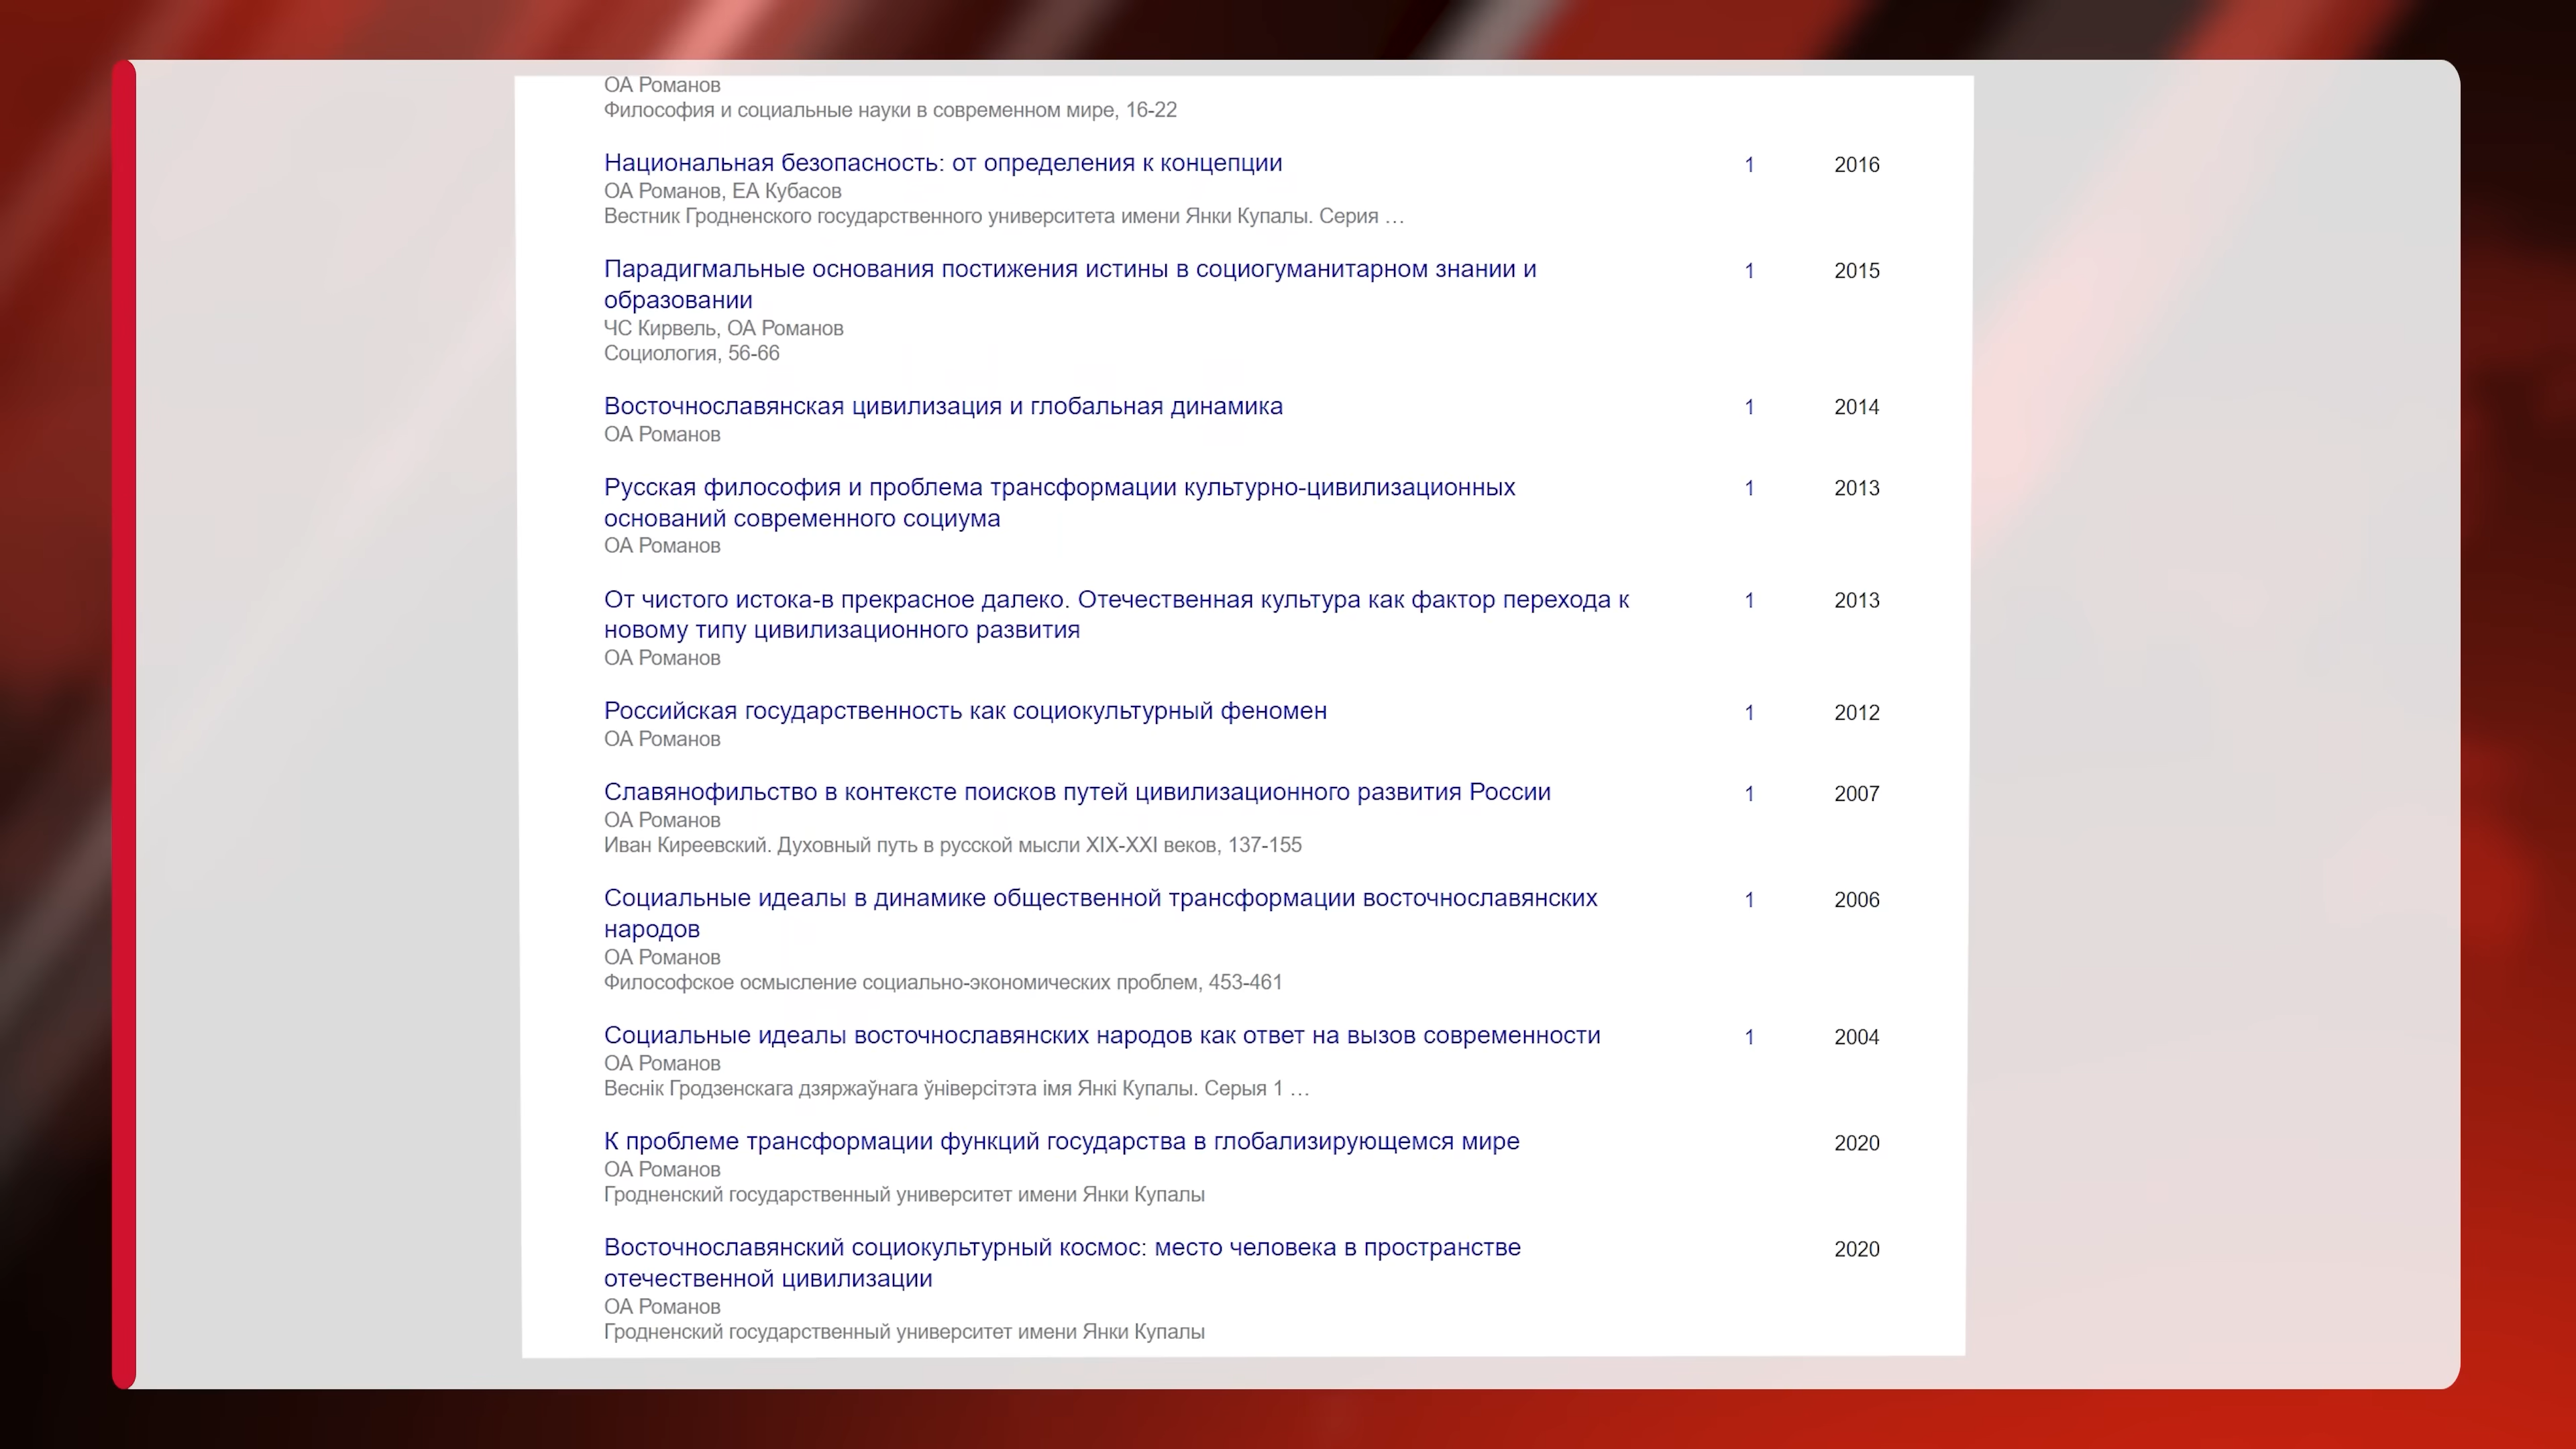 ОА Романов
Философия и социальные науки в современном мире, 16-22
Национальная безопасность: от определения к концепции 1 2016
ОА Романов, ЕА Кубасов
Вестник Гродненского государственного университета имени Янки Купалы. Серия …
Парадигмальные основания постижения истины в социогуманитарном знании и 1 2015
образовании
ЧС Кирвель, ОА Романов
Социология, 56-66
Восточнославянская цивилизация и глобальная динамика 1 2014
ОА Романов
Русская философия и проблема трансформации культурно-цивилизационных 1 2013
оснований современного социума
ОА Романов
От чистого истока-в прекрасное далеко. Отечественная культура как фактор перехода к 1 2013
новому типу цивилизационного развития
ОА Романов
Российская государственность как социокультурный феномен 1 2012
ОА Романов
Славянофильство в контексте поисков путей цивилизационного развития России 1 2007
ОА Романов
Иван Киреевский. Духовный путь в русской мысли XIX-XXI веков, 137-155
Социальные идеалы в динамике общественной трансформации восточнославянских 1 2006
народов
ОА Романов
Философское осмысление социально-экономических проблем, 453-461
Социальные идеалы восточнославянских народов как ответ на вызов современности 1 2004
ОА Романов
Веснік Гродзенскага дзяржаўнага ўніверсітэта імя Янкі Купалы. Серыя 1 …
К проблеме трансформации функций государства в глобализирующемся мире 2020
ОА Романов
Гродненский государственный университет имени Янки Купалы
Восточнославянский социокультурный космос: место человека в пространстве 2020
отечественной цивилизации
ОА Романов
Гродненский государственный университет имени Янки Купалы